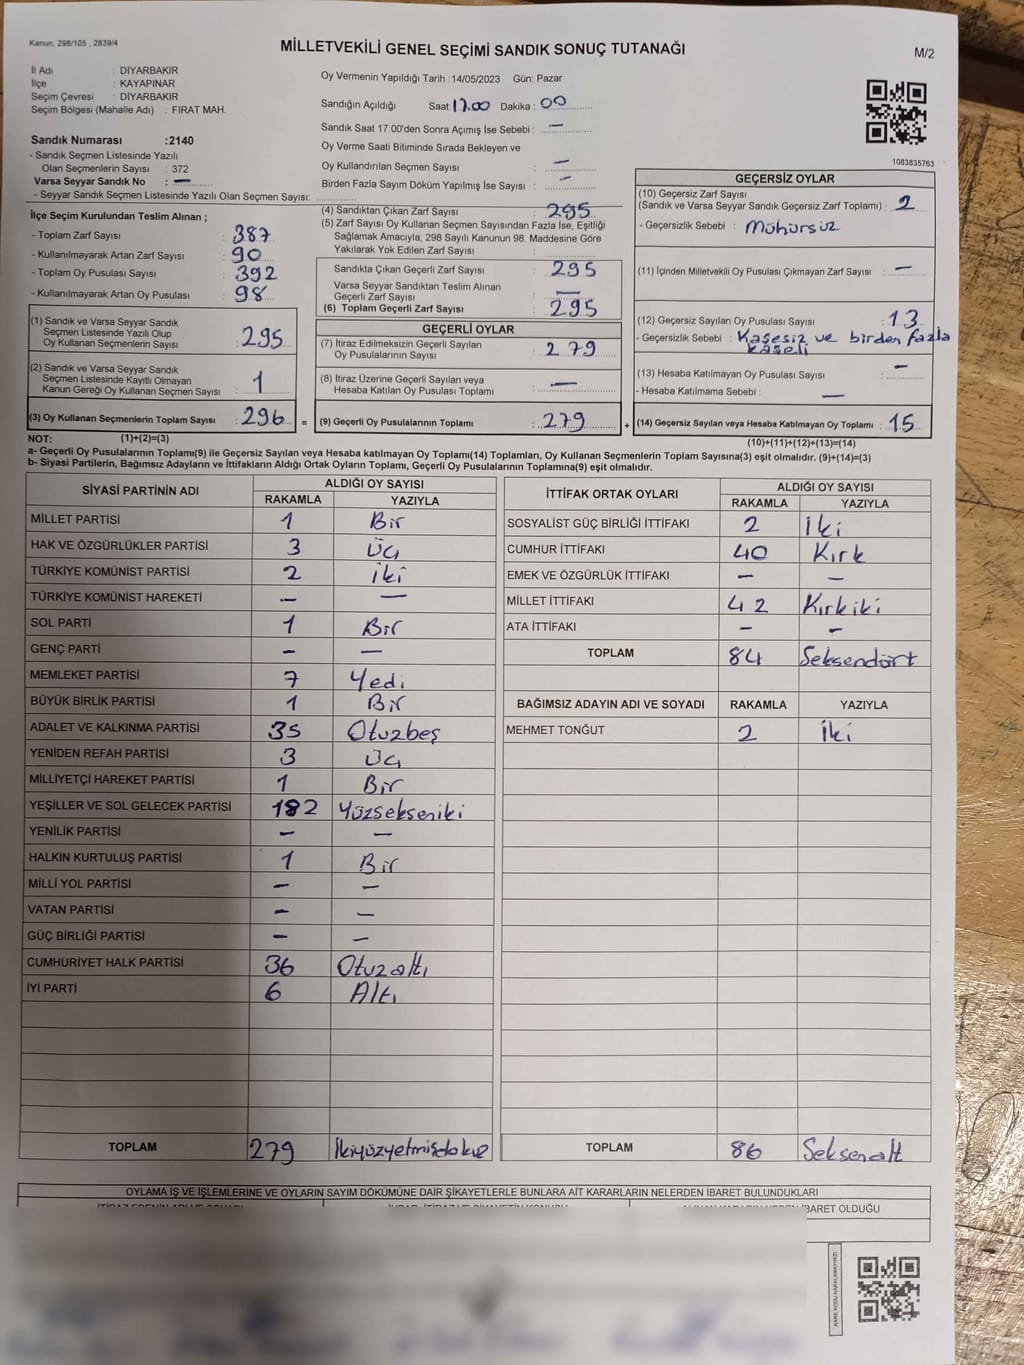 Kanun. 298/105 , 2839/4
MİLLETVEKİLİ GENEL SEÇİMİ SANDIK SONUÇ TUTANAĞI
M/2
İl Adı : DİYARBAKIR
İlçe : KAYAPINAR
Seçim Çevresi : DİYARBAKIR
Seçim Bölgesi (Mahalle Adı) : FIRAT MAH.
Sandık Numarası :2140
- Sandık Seçmen Listesinde Yazılı
Olan Seçmenlerin Sayısı : 372
Varsa Seyyar Sandık No : —
- Seyyar Sandık Seçmen Listesinde Yazılı Olan Seçmen Sayısı:
Oy Vermenin Yapıldığı Tarih :14/05/2023 Gün: Pazar
Sandığın Açıldığı Saat 17.00 Dakika : 00
Sandık Saat 17:00'den Sonra Açımış İse Sebebi : —
Oy Verme Saati Bitiminde Sırada Bekleyen ve
Oy Kullandırılan Seçmen Sayısı : —
Birden Fazla Sayım Döküm Yapılmış İse Sayısı : —
1083835763
İlçe Seçim Kurulundan Teslim Alınan ;
- Toplam Zarf Sayısı : 387
- Kullanılmayarak Artan Zarf Sayısı : 90
- Toplam Oy Pusulası Sayısı : 392
- Kullanılmayarak Artan Oy Pusulası : 98
(1) Sandık ve Varsa Seyyar Sandık
Seçmen Listesinde Yazılı Olup
Oy Kullanan Seçmenlerin Sayısı : 295
(2) Sandık ve Varsa Seyyar Sandık
Seçmen Listesinde Kayıtlı Olmayan
Kanun Gereği Oy Kullanan Seçmen Sayısı : 1
(3) Oy Kullanan Seçmenlerin Toplam Sayısı : 296 =
(4) Sandıktan Çıkan Zarf Sayısı : 295
(5) Zarf Sayısı Oy Kullanan Seçmen Sayısından Fazla İse, Eşitliği
Sağlamak Amacıyla, 298 Sayılı Kanunun 98. Maddesine Göre
Yakılarak Yok Edilen Zarf Sayısı :
Sandıkta Çıkan Geçerli Zarf Sayısı : 295
Varsa Seyyar Sandıktan Teslim Alınan
Geçerli Zarf Sayısı : —
(6) Toplam Geçerli Zarf Sayısı : 295
GEÇERLİ OYLAR
(7) İtiraz Edilmeksizin Geçerli Sayılan
Oy Pusulalarının Sayısı : 279
(8) İtiraz Üzerine Geçerli Sayılan veya
Hesaba Katılan Oy Pusulaları Toplamı : —
(9) Geçerli Oy Pusulalarının Toplamı : 279 +
GEÇERSİZ OYLAR
(10) Geçersiz Zarf Sayısı
(Sandık ve Varsa Seyyar Sandık Geçersiz Zarf Toplamı) : 2
- Geçersizlik Sebebi : Mühürsüz
(11) İçinden Milletvekili Oy Pusulası Çıkmayan Zarf Sayısı : —
(12) Geçersiz Sayılan Oy Pusulası Sayısı : 13
- Geçersizlik Sebebi : Kaşesiz ve birden fazla
kaşeli
(13) Hesaba Katılmayan Oy Pusulası Sayısı : —
- Hesaba Katılmama Sebebi : —
(14) Geçersiz Sayılan veya Hesaba Katılmayan Oy Toplamı : 15
NOT: (1)+(2)=(3)
(10)+(11)+(12)+(13)=(14)
a- Geçerli Oy Pusulalarının Toplamı(9) ile Geçersiz Sayılan veya Hesaba katılmayan Oy Toplamı(14) Toplamları, Oy Kullanan Seçmenlerin Toplam Sayısına(3) eşit olmalıdır. (9)+(14)=(3)
b- Siyasi Partilerin, Bağımsız Adayların ve İttifakların Aldığı Ortak Oyların Toplamı, Geçerli Oy Pusulalarının Toplamına(9) eşit olmalıdır.
SİYASİ PARTİNİN ADI ALDIĞI OY SAYISI
RAKAMLA YAZIYLA
MİLLET PARTİSİ 1 Bir
HAK VE ÖZGÜRLÜKLER PARTİSİ 3 Üç
TÜRKİYE KOMÜNİST PARTİSİ 2 iki
TÜRKİYE KOMÜNİST HAREKETİ — —
SOL PARTİ 1 Bir
GENÇ PARTİ — —
MEMLEKET PARTİSİ 7 Yedi
BÜYÜK BİRLİK PARTİSİ 1 Bir
ADALET VE KALKINMA PARTİSİ 35 Otuzbeş
YENİDEN REFAH PARTİSİ 3 Üç
MİLLİYETÇİ HAREKET PARTİSİ 1 Bir
YEŞİLLER VE SOL GELECEK PARTİSİ 182 Yüzsekseniki
YENİLİK PARTİSİ — —
HALKIN KURTULUŞ PARTİSİ 1 Bir
MİLLİ YOL PARTİSİ — —
VATAN PARTİSİ — —
GÜÇ BİRLİĞİ PARTİSİ — —
CUMHURİYET HALK PARTİSİ 36 Otuzaltı
İYİ PARTİ 6 Altı
TOPLAM 279 İkiyüzyetmişdokuz
İTTİFAK ORTAK OYLARI ALDIĞI OY SAYISI
RAKAMLA YAZIYLA
SOSYALİST GÜÇ BİRLİĞİ İTTİFAKI 2 İki
CUMHUR İTTİFAKI 40 Kırk
EMEK VE ÖZGÜRLÜK İTTİFAKI — —
MİLLET İTTİFAKI 42 Kırkiki
ATA İTTİFAKI — —
TOPLAM 84 Seksendört
BAĞIMSIZ ADAYIN ADI VE SOYADI RAKAMLA YAZIYLA
MEHMET TONĞUT 2 İki
TOPLAM 86 Seksenalt
OYLAMA İŞ VE İŞLEMLERİNE VE OYLARIN SAYIM DÖKÜMÜNE DAİR ŞİKAYETLERLE BUNLARA AİT KARARLARIN NELERDEN İBARET BULUNDUKLARI
İBARET OLDUĞU